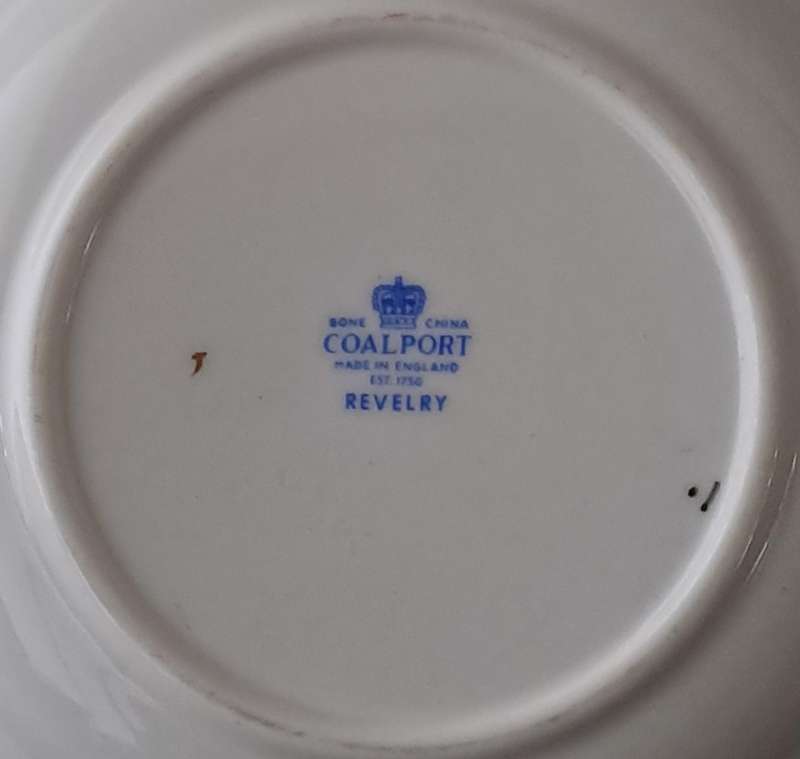 BONE CHINA
COALPORT
MADE IN ENGLAND
EST. 1750
REVELRY